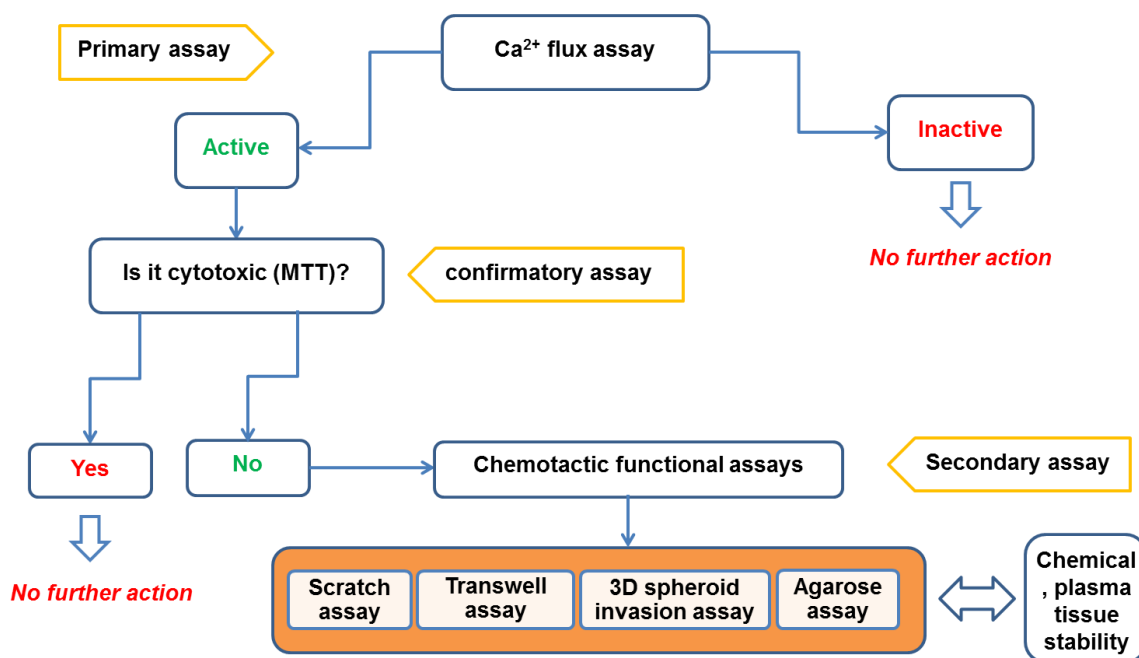 Primary assay
Ca²⁺ flux assay
Active
Inactive
No further action
Is it cytotoxic (MTT)?
confirmatory assay
Yes
No
Chemotactic functional assays
Secondary assay
No further action
Scratch
assay
Transwell
assay
3D spheroid
invasion assay
Agarose
assay
Chemical
, plasma
tissue
stability